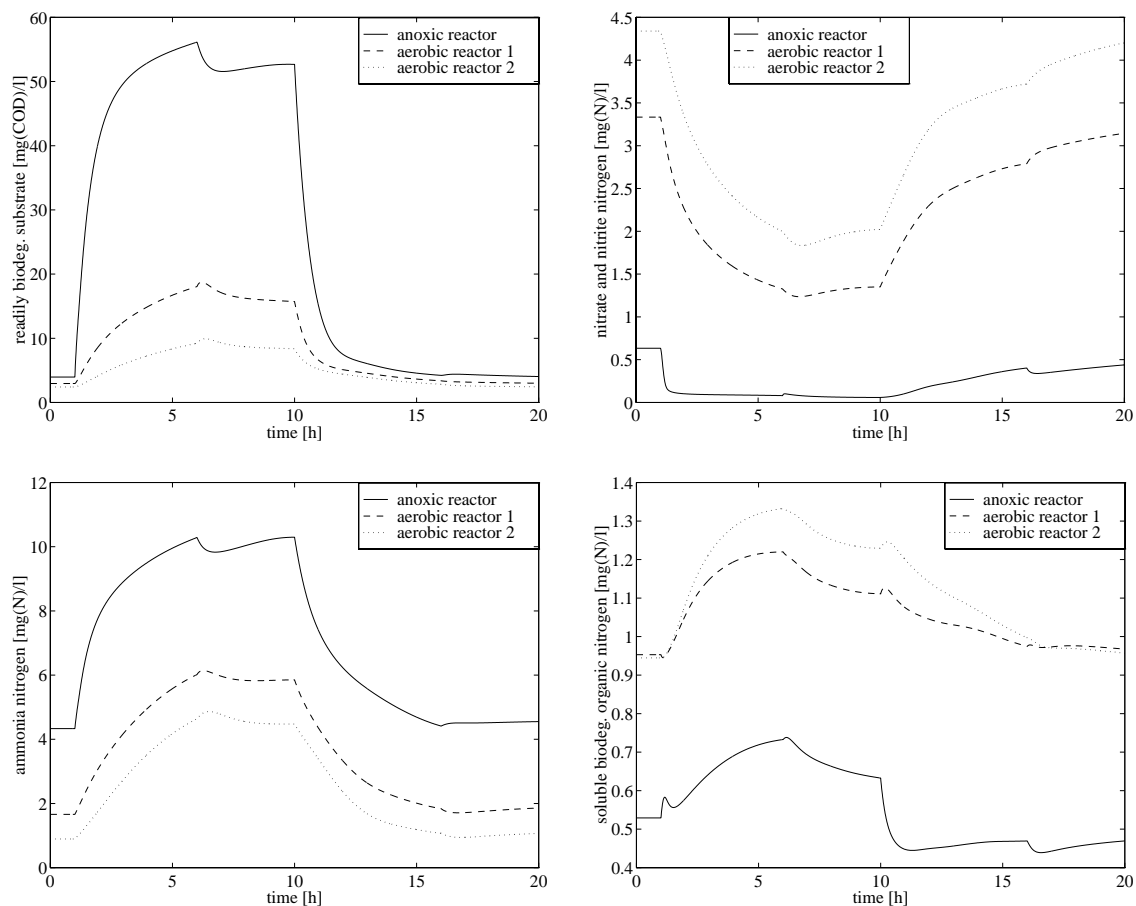 60
50
40
30
20
10
0
0
5
10
15
20
time [h]
readily biodeg. substrate [mg(COD)/l]
anoxic reactor
aerobic reactor 1
aerobic reactor 2
4.5
4
3.5
3
2.5
2
1.5
1
0.5
0
0
5
10
15
20
time [h]
nitrate and nitrite nitrogen [mg(N)/l]
anoxic reactor
aerobic reactor 1
aerobic reactor 2
12
10
8
6
4
2
0
0
5
10
15
20
time [h]
ammonia nitrogen [mg(N)/l]
anoxic reactor
aerobic reactor 1
aerobic reactor 2
1.4
1.3
1.2
1.1
1
0.9
0.8
0.7
0.6
0.5
0.4
0
5
10
15
20
time [h]
soluble biodeg. organic nitrogen [mg(N)/l]
anoxic reactor
aerobic reactor 1
aerobic reactor 2